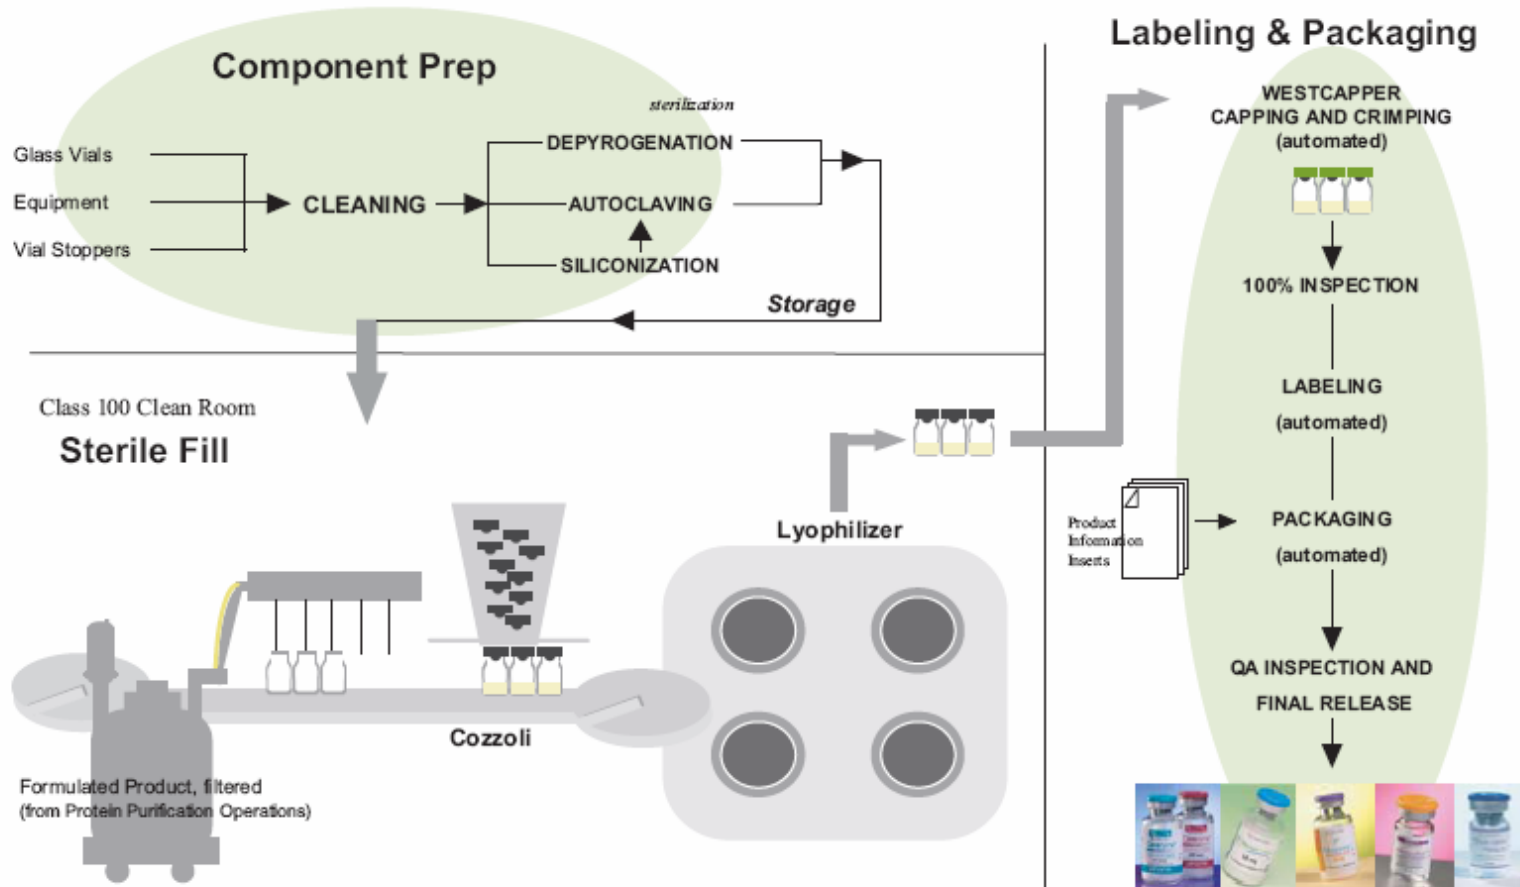 Component Prep
sterilization
Glass Vials
Equipment
Vial Stoppers
CLEANING
DEPYROGENATION
AUTOCLAVING
SILICONIZATION
Storage
Class 100 Clean Room
Sterile Fill
Cozzoli
Lyophilizer
Formulated Product, filtered
(from Protein Purification Operations)
Labeling & Packaging
WESTCAPPER
CAPPING AND CRIMPING
(automated)
100% INSPECTION
LABELING
(automated)
Product
Information
Inserts
PACKAGING
(automated)
QA INSPECTION AND
FINAL RELEASE